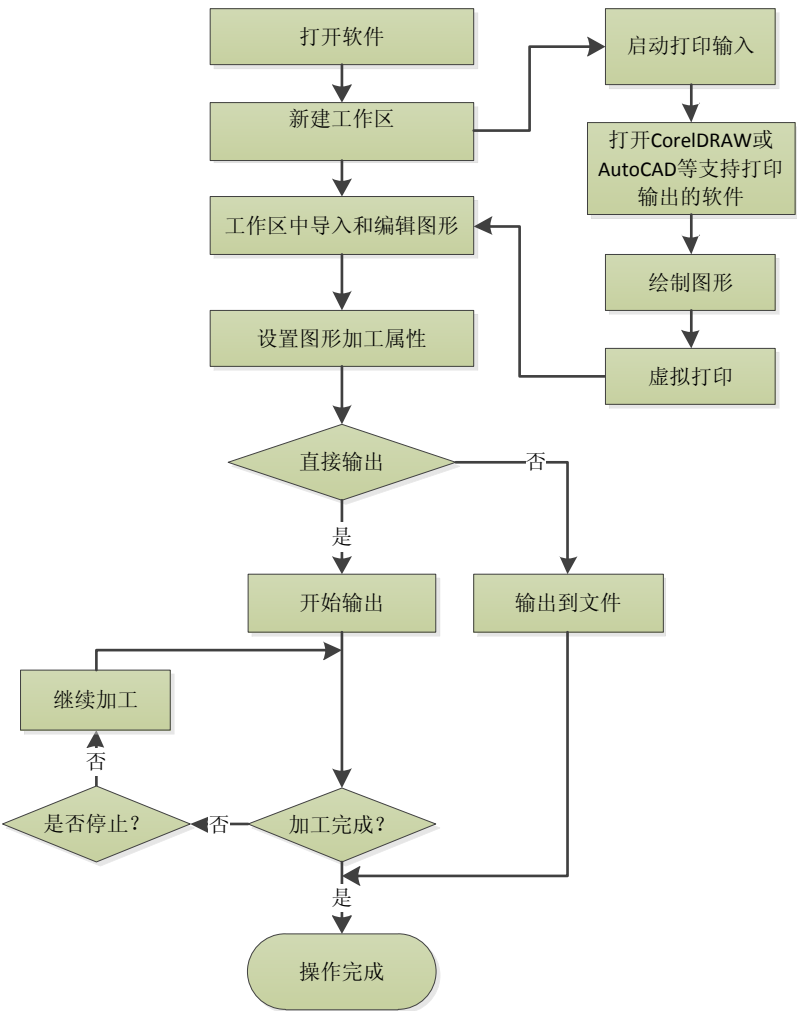 打开软件
新建工作区
工作区中导入和编辑图形
设置图形加工属性
启动打印输入
打开CorelDRAW或
AutoCAD等支持打印
输出的软件
绘制图形
虚拟打印
直接输出
否
是
开始输出
输出到文件
继续加工
否
是否停止？
否
加工完成？
是
操作完成